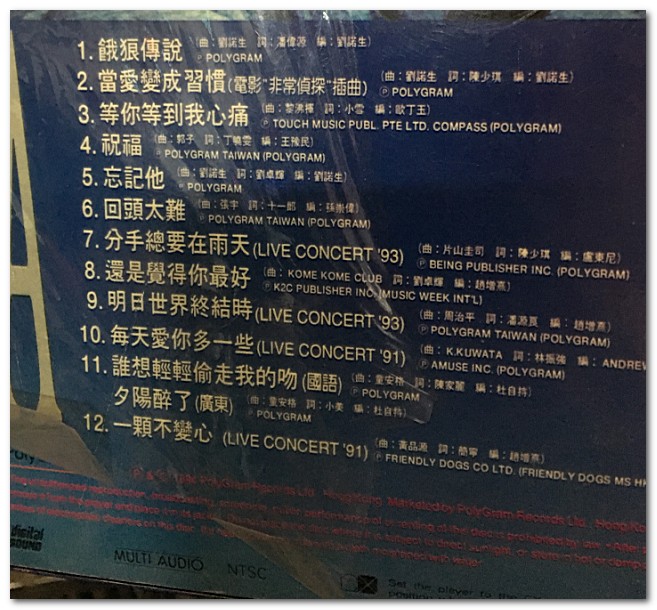 1. 餓狼傳說 (曲：劉諾生 詞：潘偉源 編：劉諾生)
℗ POLYGRAM
2. 當愛變成習慣(電影"非常偵探"插曲) (曲：劉諾生 詞：陳少琪 編：劉諾生)
℗ POLYGRAM
3. 等你等到我心痛 (曲：黎沸揮 詞：小雪 編：歐丁玉)
℗ TOUCH MUSIC PUBL. PTE LTD. COMPASS (POLYGRAM)
4. 祝福 (曲：郭子 詞：丁曉雯 編：王豫民)
℗ POLYGRAM TAIWAN (POLYGRAM)
5. 忘記他 (曲：劉諾生 詞：劉卓輝 編：劉諾生)
℗ POLYGRAM
6. 回頭太難 (曲：張宇 詞：十一郎 編：孫崇偉)
℗ POLYGRAM TAIWAN (POLYGRAM)
7. 分手總要在雨天(LIVE CONCERT '93) (曲：片山圭司 詞：陳少琪 編：盧東尼)
℗ BEING PUBLISHER INC. (POLYGRAM)
8. 還是覺得你最好 (曲：KOME KOME CLUB 詞：劉卓輝 編：趙增熹)
℗ K2C PUBLISHER INC. (MUSIC WEEK INT'L)
9. 明日世界終結時(LIVE CONCERT '93) (曲：周治平 詞：潘源良 編：趙增熹)
℗ POLYGRAM TAIWAN (POLYGRAM)
10. 每天愛你多一些(LIVE CONCERT '91) (曲：K.KUWATA 詞：林振強 編：ANDREW
℗ AMUSE INC. (POLYGRAM)
11. 誰想輕輕偷走我的吻(國語) (曲：童安格 詞：陳家麗 編：杜自持)
℗ POLYGRAM
夕陽醉了(廣東) (曲：童安格 詞：小美 編：杜自持)
℗ POLYGRAM
12. 一顆不變心 (LIVE CONCERT '91) (曲：黃品源 詞：簡寧 編：趙增熹)
℗ FRIENDLY DOGS CO LTD. (FRIENDLY DOGS MS HK
PolyGram Records Ltd., Hong Kong. Marketed by PolyGram Records Ltd., Hong Ko
digital
SOUND
MULTI AUDIO NTSC
Set the player to the